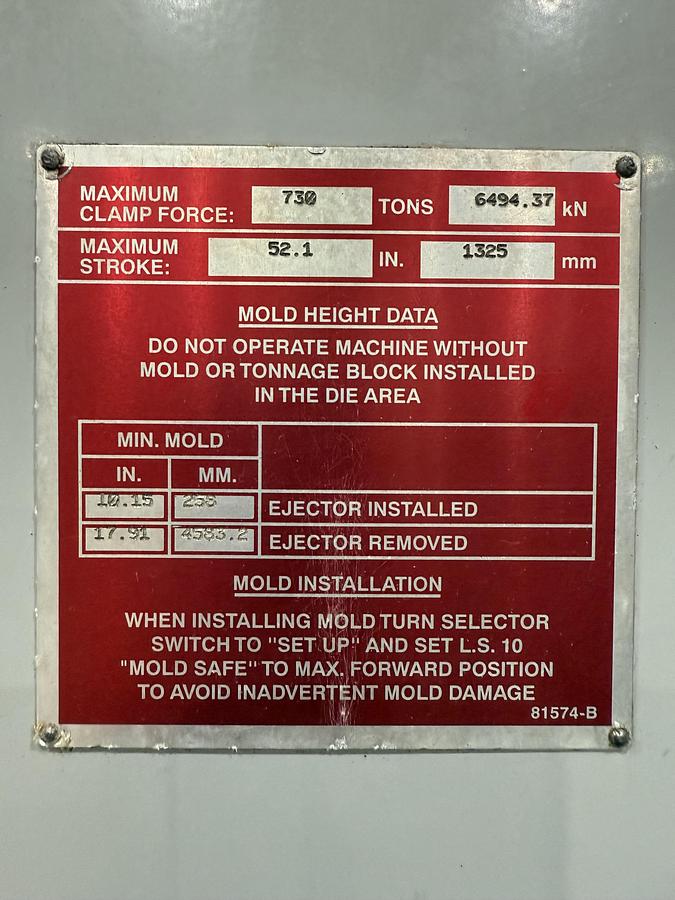 MAXIMUM
CLAMP FORCE: 730 TONS 6494.37 kN
MAXIMUM
STROKE: 52.1 IN. 1325 mm
MOLD HEIGHT DATA
DO NOT OPERATE MACHINE WITHOUT
MOLD OR TONNAGE BLOCK INSTALLED
IN THE DIE AREA
MIN. MOLD
IN. MM.
10.15 258 EJECTOR INSTALLED
17.91 4583.2 EJECTOR REMOVED
MOLD INSTALLATION
WHEN INSTALLING MOLD TURN SELECTOR
SWITCH TO "SET UP" AND SET L.S. 10
"MOLD SAFE" TO MAX. FORWARD POSITION
TO AVOID INADVERTENT MOLD DAMAGE
81574-B